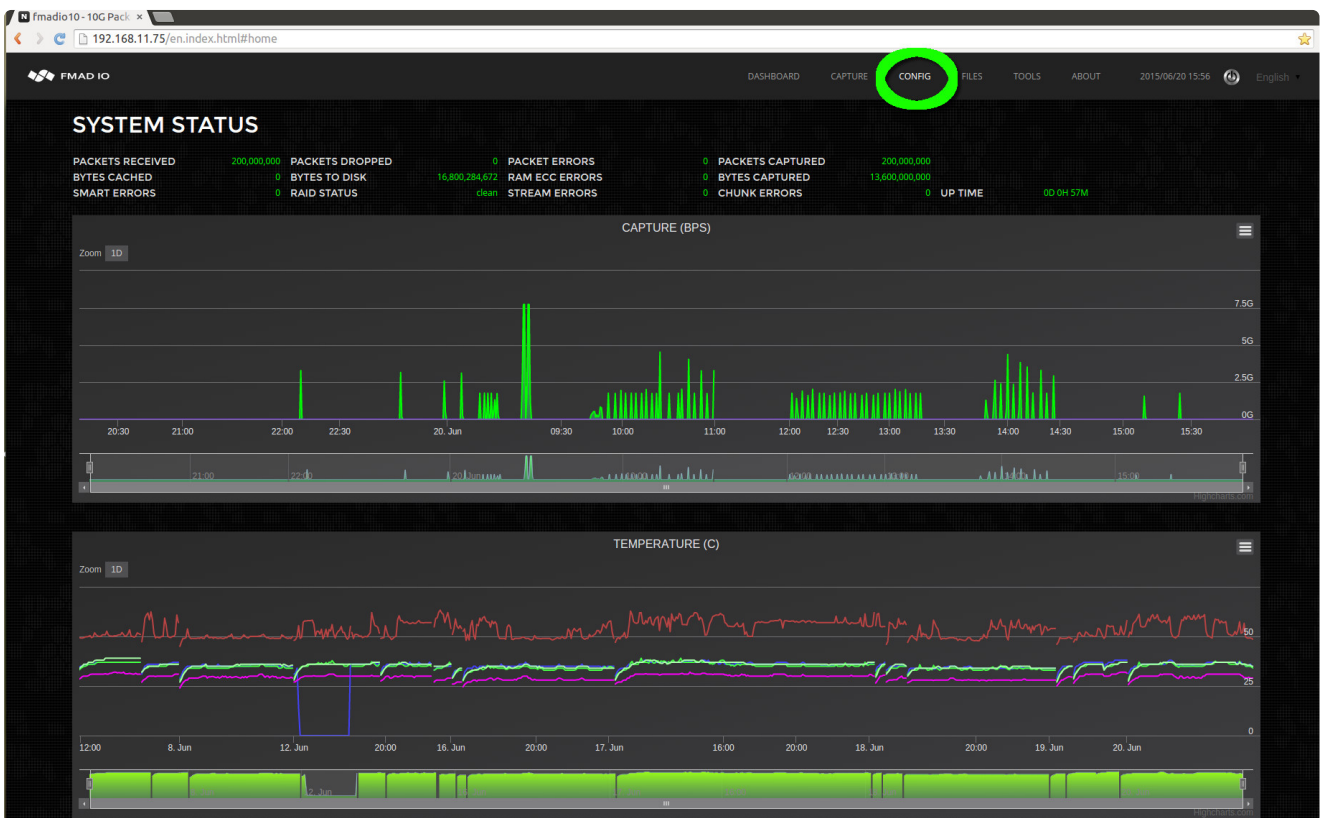 fmadio10 - 10G Pack ×
192.168.11.75/en.index.html#home
FMAD IO DASHBOARD CAPTURE CONFIG FILES TOOLS ABOUT 2015/06/20 15:56 English
SYSTEM STATUS
PACKETS RECEIVED 200,000,000 PACKETS DROPPED 0 PACKET ERRORS 0 PACKETS CAPTURED 200,000,000
BYTES CACHED 0 BYTES TO DISK 16,800,284,672 RAM ECC ERRORS 0 BYTES CAPTURED 13,600,000,000
SMART ERRORS 0 RAID STATUS clean STREAM ERRORS 0 CHUNK ERRORS 0 UP TIME 0D 0H 57M
CAPTURE (BPS)
Zoom 1D
7.5G
5G
2.5G
0G
20:30 21:00 22:00 22:30 20. Jun 09:30 10:00 11:00 12:00 12:30 13:00 13:30 14:00 14:30 15:00 15:30
21:00 22:00 20. Jun 10:00 15:00
Highcharts.com
TEMPERATURE (C)
Zoom 1D
50
25
0
12:00 8. Jun 12. Jun 20:00 16. Jun 20:00 17. Jun 16:00 20:00 18. Jun 20:00 19. Jun 20. Jun
Highcharts.com